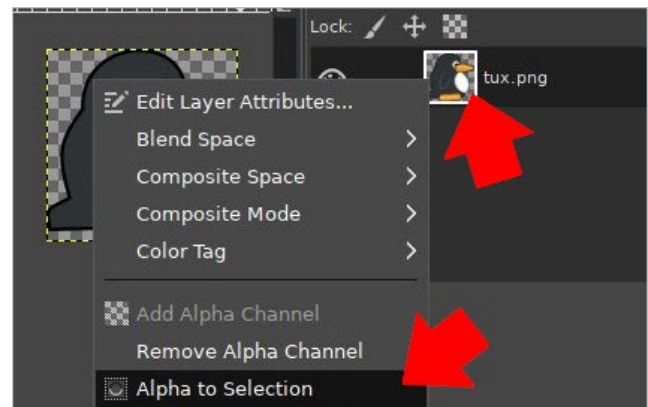 Lock:
tux.png
Edit Layer Attributes...
Blend Space
Composite Space
Composite Mode
Color Tag
Add Alpha Channel
Remove Alpha Channel
Alpha to Selection